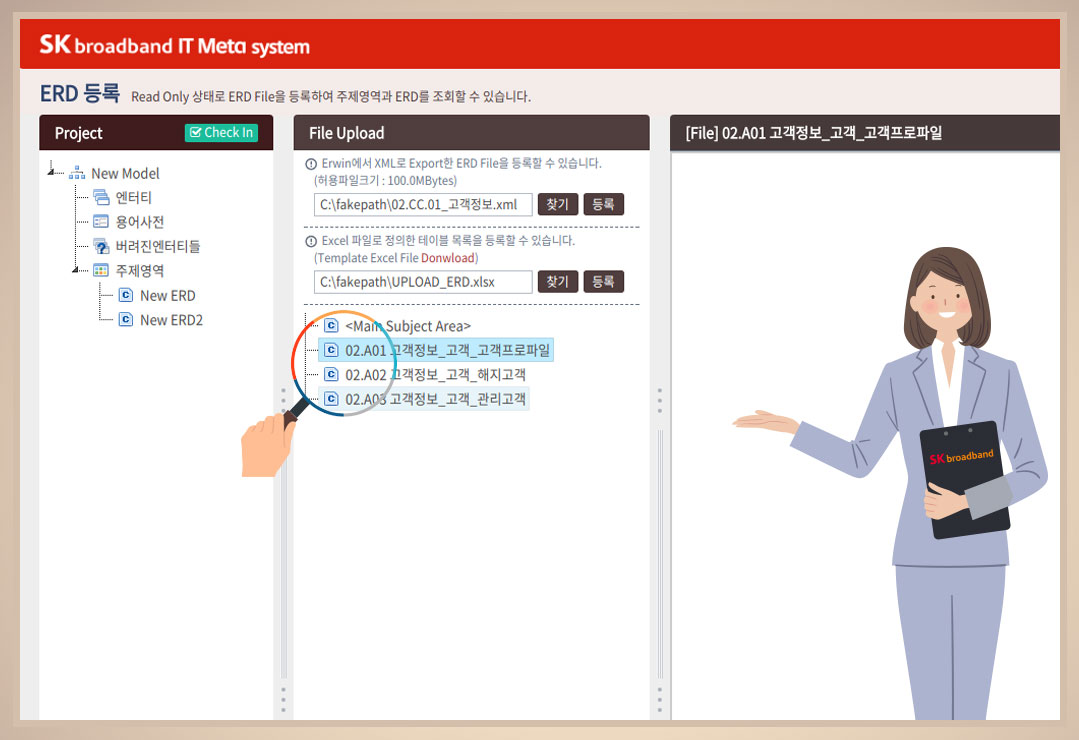 SK broadband IT Meta system
ERD 등록 Read Only 상태로 ERD File을 등록하여 주제영역과 ERD를 조회할 수 있습니다.
Project
Check In
New Model
엔터티
용어사전
버려진엔터티들
주제영역
New ERD
New ERD2
File Upload
Erwin에서 XML로 Export한 ERD File을 등록할 수 있습니다.
(허용파일크기 : 100.0MBytes)
C:\fakepath\02.CC.01_고객정보.xml 찾기 등록
Excel 파일로 정의한 테이블 목록을 등록할 수 있습니다.
(Template Excel File Donwload)
C:\fakepath\UPLOAD_ERD.xlsx 찾기 등록
<Main Subject Area>
02.A01 고객정보_고객_고객프로파일
02.A02 고객정보_고객_해지고객
02.A03 고객정보_고객_관리고객
[File] 02.A01 고객정보_고객_고객프로파일
SK broadband